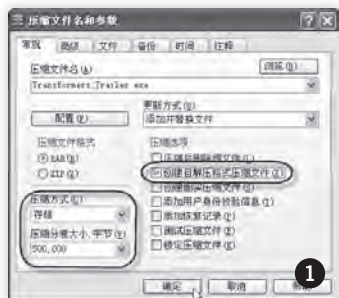 压缩文件名和参数
常规 高级 文件 备份 时间 注释
压缩文件名(A) 浏览(B)...
Transformers_Trailer.exe
更新方式(U)
配置(F)... 添加并替换文件
压缩文件格式
RAR(R)
ZIP(Z)
压缩选项
压缩后删除源文件(D)
创建自解压格式压缩文件(X)
创建固实压缩文件(S)
添加用户身份校验信息(I)
添加恢复记录(E)
测试压缩文件(T)
锁定压缩文件(K)
压缩方式(C)
存储
压缩分卷大小,字节(V)
500,000
确定 取消 帮助
1